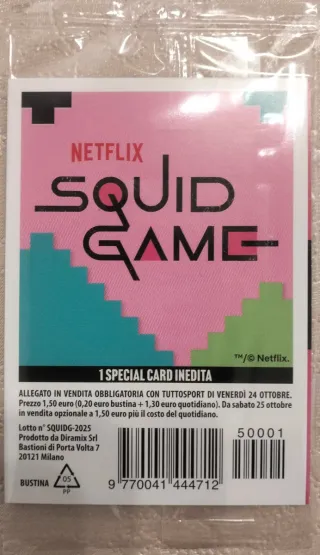 NETFLIX
SQUID
GAME
™/© Netflix.
1 SPECIAL CARD INEDITA
ALLEGATO IN VENDITA OBBLIGATORIA CON TUTTOSPORT DI VENERDÌ 24 OTTOBRE.
Prezzo 1,50 euro (0,20 euro bustina + 1,30 euro quotidiano). Da sabato 25 ottobre
in vendita opzionale a 1,50 più il costo del quotidiano.
Lotto n° SQUIDG-2025
Prodotto da Diramix Srl
Bastioni di Porta Volta 7
20121 Milano
BUSTINA
05
PP
50001
9 770041 444712